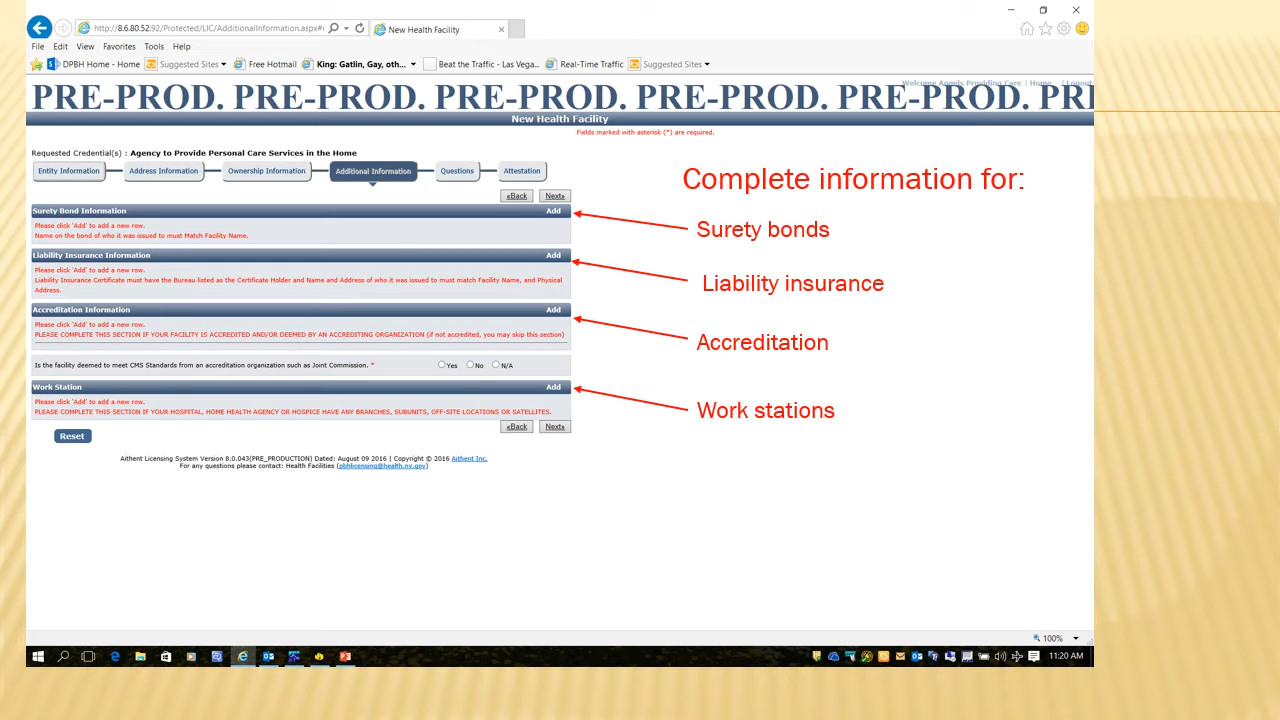 http://8.6.80.52:92/Protected/LIC/AdditionalInformation.aspx#
New Health Facility
File Edit View Favorites Tools Help
DPBH Home - Home Suggested Sites Free Hotmail King: Gatlin, Gay, oth... Beat the Traffic - Las Vega... Real-Time Traffic Suggested Sites
Welcome Angels Providing Care | Home | Logout
PRE-PROD. PRE-PROD. PRE-PROD. PRE-PROD. PRE-PROD. PRE
New Health Facility
Fields marked with asterisk (*) are required.
Requested Credential(s) : Agency to Provide Personal Care Services in the Home
Entity Information Address Information Ownership Information Additional Information Questions Attestation
Complete information for:
«Back Next»
Surety Bond Information Add
Please click 'Add' to add a new row.
Name on the bond of who it was issued to must Match Facility Name.
Surety bonds
Liability Insurance Information Add
Please click 'Add' to add a new row.
Liability Insurance Certificate must have the Bureau listed as the Certificate Holder and Name and Address of who it was issued to must match Facility Name, and Physical
Address.
Liability insurance
Accreditation Information Add
Please click 'Add' to add a new row.
PLEASE COMPLETE THIS SECTION IF YOUR FACILITY IS ACCREDITED AND/OR DEEMED BY AN ACCREDITING ORGANIZATION (if not accredited, you may skip this section)
Accreditation
Is the facility deemed to meet CMS Standards from an accreditation organization such as Joint Commission. * Yes No N/A
Work Station Add
Please click 'Add' to add a new row.
PLEASE COMPLETE THIS SECTION IF YOUR HOSPITAL, HOME HEALTH AGENCY OR HOSPICE HAVE ANY BRANCHES, SUBUNITS, OFF-SITE LOCATIONS OR SATELLITES.
Work stations
«Back Next»
Reset
Aithent Licensing System Version 8.0.043(PRE_PRODUCTION) Dated: August 09 2016 | Copyright © 2016 Aithent Inc.
For any questions please contact: Health Facilities (pbhlicensing@health.nv.gov)
100%
11:20 AM